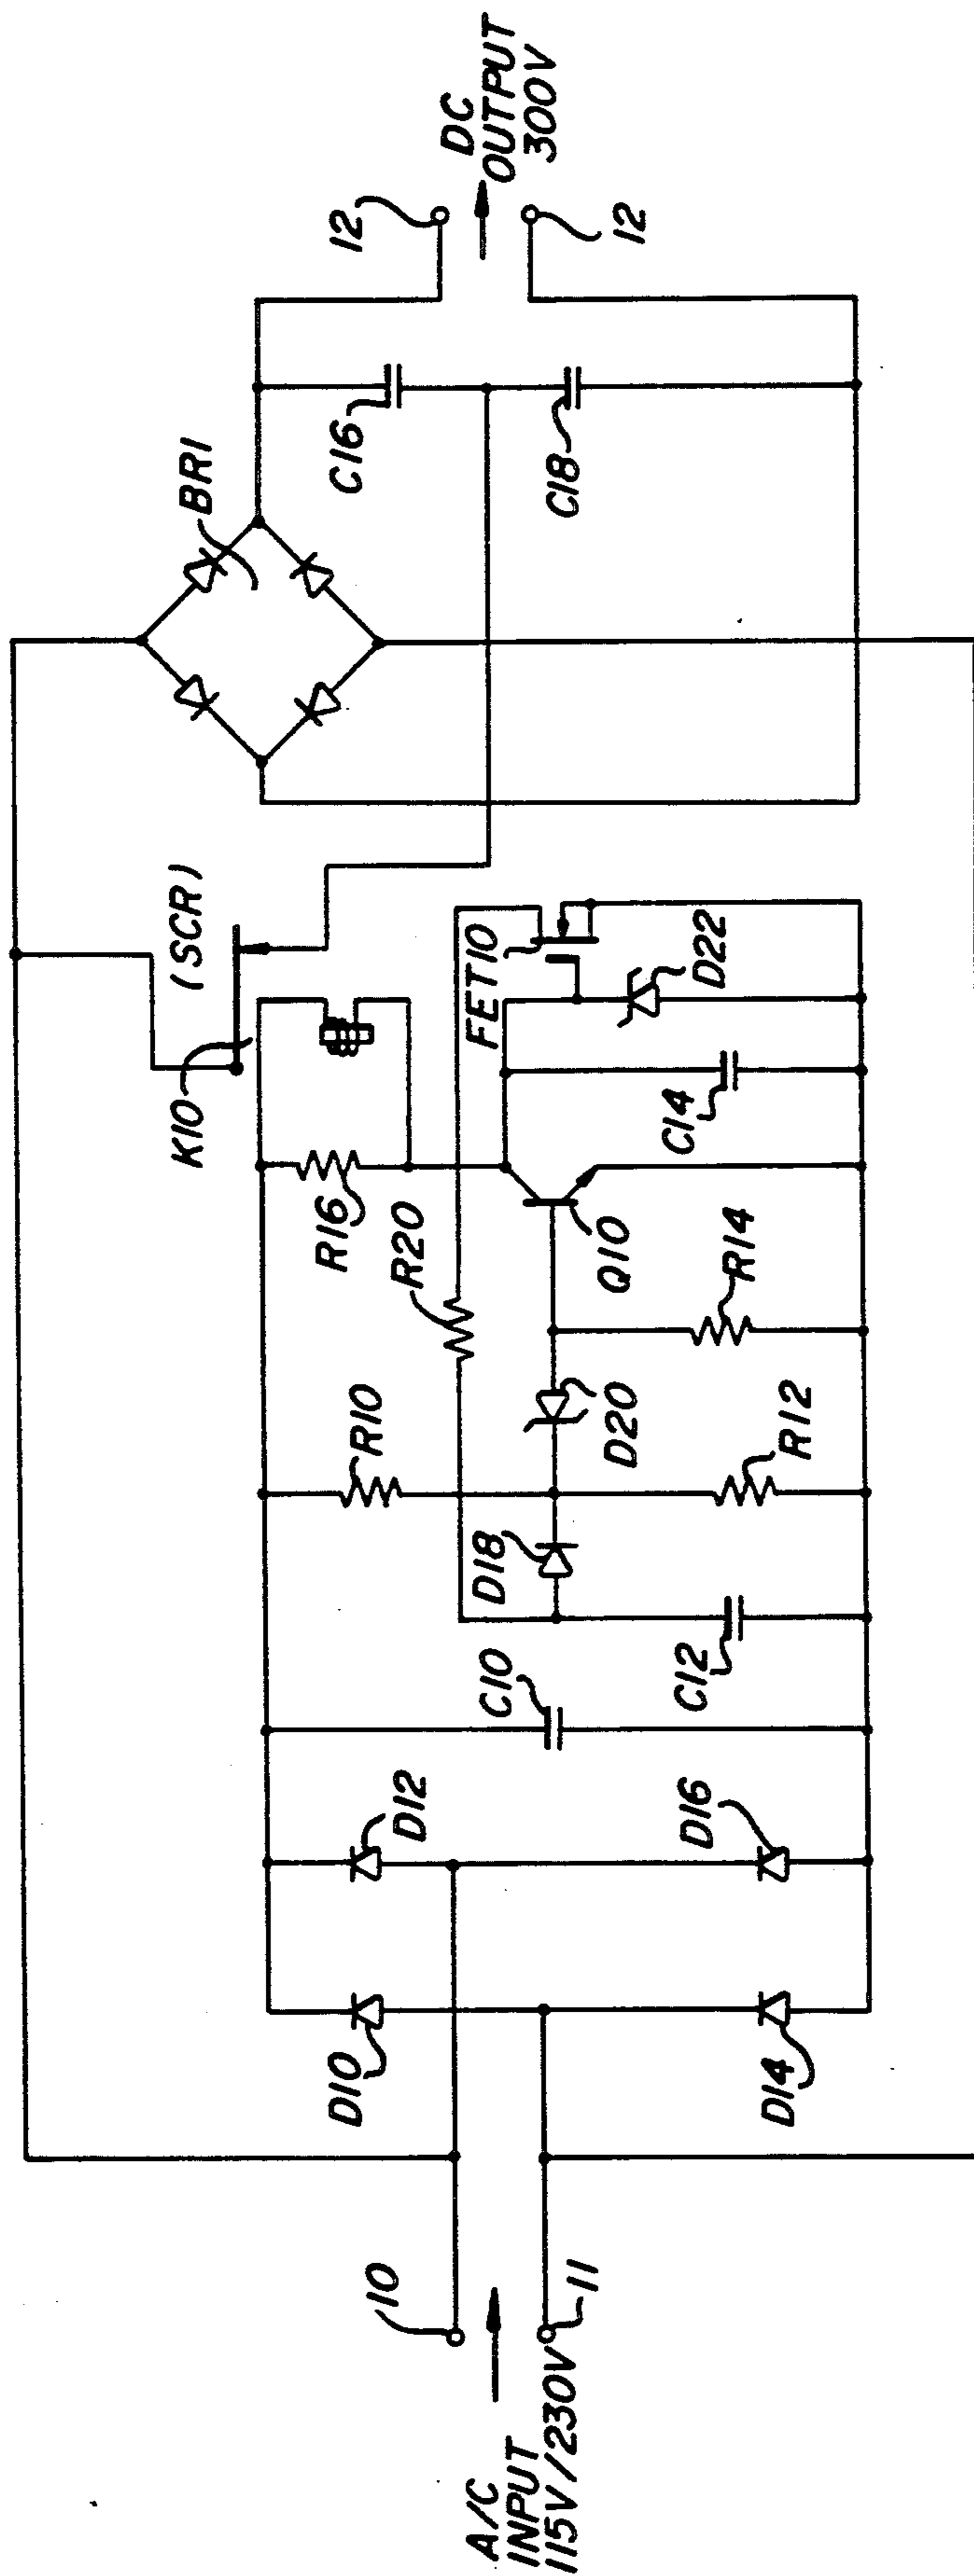 A/C
INPUT
115V/230V
10
11
D10
D12
D14
D16
C10
C12
D18
R10
R12
D20
R20
R14
R16
Q10
K10
(SCR)
C14
FET10
D22
BR1
C16
C18
12
12
DC
OUTPUT
300V